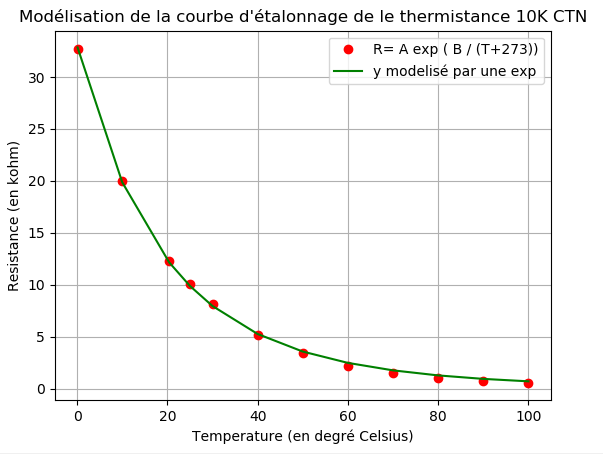 Modélisation de la courbe d'étalonnage de le thermistance 10K CTN
R= A exp ( B / (T+273))
y modelisé par une exp
Resistance (en kohm)
30
25
20
15
10
5
0
0 20 40 60 80 100
Temperature (en degré Celsius)